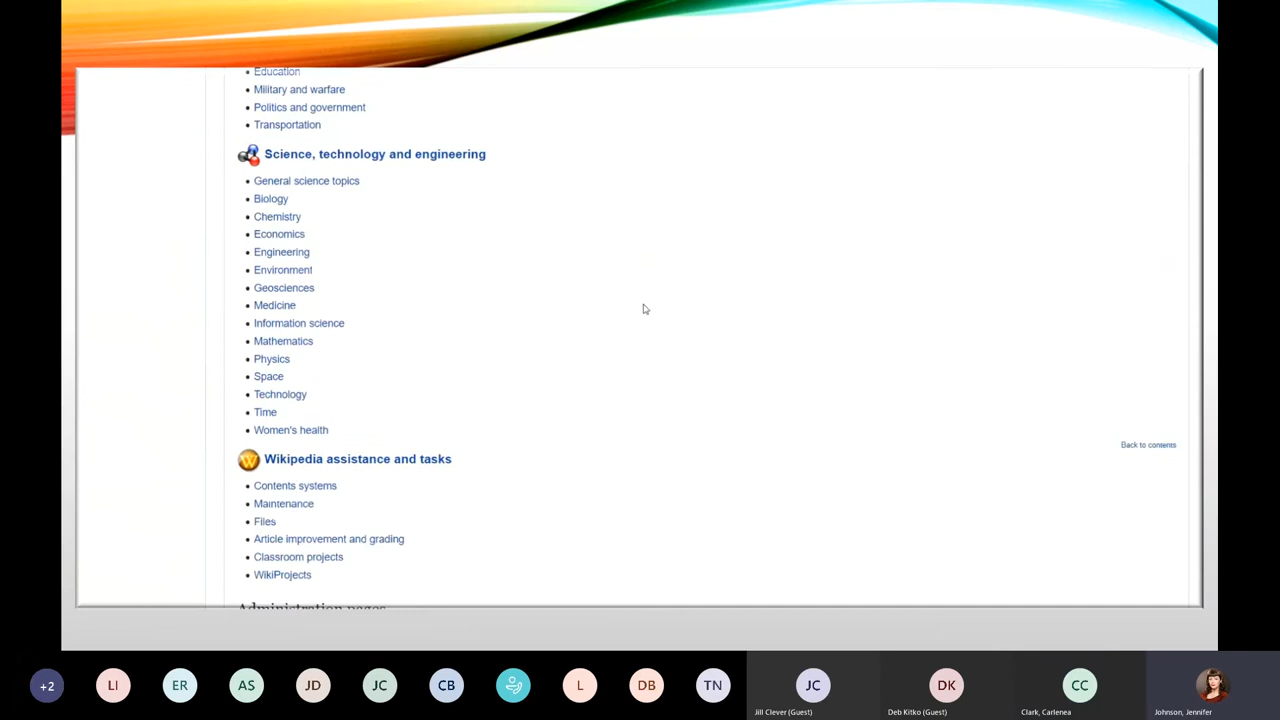 Education
Military and warfare
Politics and government
Transportation
Science, technology and engineering
General science topics
Biology
Chemistry
Economics
Engineering
Environment
Geosciences
Medicine
Information science
Mathematics
Physics
Space
Technology
Time
Women's health
Back to contents
W
Wikipedia assistance and tasks
Contents systems
Maintenance
Files
Article improvement and grading
Classroom projects
WikiProjects
Administration pages
+2
LI
ER
AS
JD
JC
CB
L
DB
TN
JC
DK
CC
Jill Clever (Guest)
Deb Kitko (Guest)
Clark, Carlenea
Johnson, Jennifer